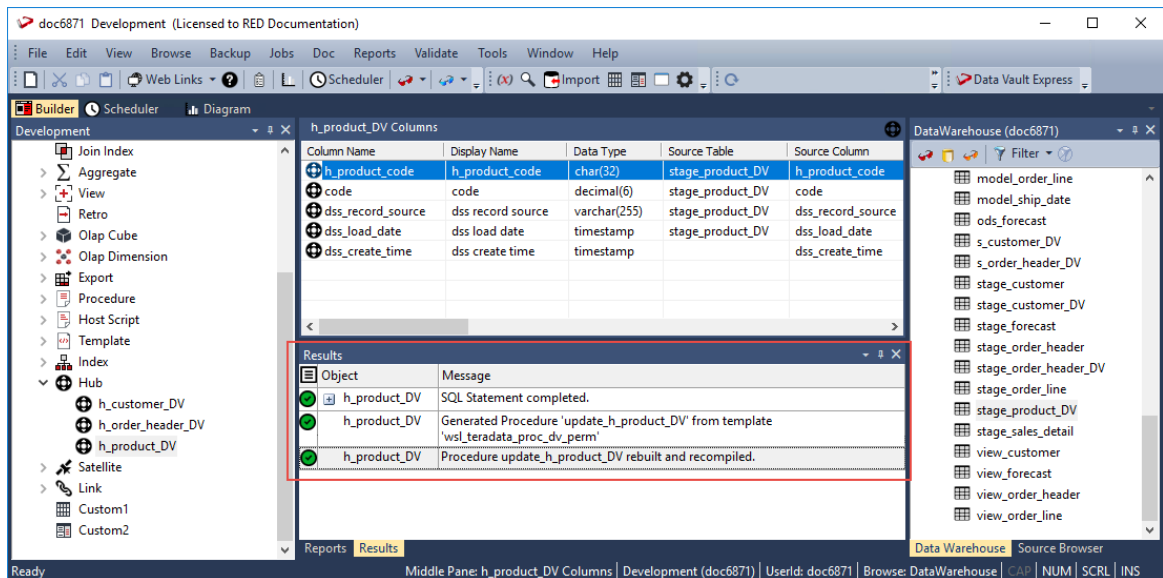 doc6871 Development (Licensed to RED Documentation)
File Edit View Browse Backup Jobs Doc Reports Validate Tools Window Help
Web Links Scheduler (x) Import Data Vault Express
Builder Scheduler Diagram
Development
Join Index
Aggregate
View
Retro
Olap Cube
Olap Dimension
Export
Procedure
Host Script
Template
Index
Hub
h_customer_DV
h_order_header_DV
h_product_DV
Satellite
Link
Custom1
Custom2
h_product_DV Columns
Column Name Display Name Data Type Source Table Source Column
h_product_code h_product_code char(32) stage_product_DV h_product_code
code code decimal(6) stage_product_DV code
dss_record_source dss record source varchar(255) stage_product_DV dss_record_source
dss_load_date dss load date timestamp stage_product_DV dss_load_date
dss_create_time dss create time timestamp dss_create_time
Results
Object Message
h_product_DV SQL Statement completed.
h_product_DV Generated Procedure 'update_h_product_DV' from template
'wsl_teradata_proc_dv_perm'
h_product_DV Procedure update_h_product_DV rebuilt and recompiled.
Reports Results
DataWarehouse (doc6871)
Filter
model_order_line
model_ship_date
ods_forecast
s_customer_DV
s_order_header_DV
stage_customer
stage_customer_DV
stage_forecast
stage_order_header
stage_order_header_DV
stage_order_line
stage_product_DV
stage_sales_detail
view_customer
view_forecast
view_order_header
view_order_line
Data Warehouse Source Browser
Ready Middle Pane: h_product_DV Columns Development (doc6871) UserId: doc6871 Browse: DataWarehouse CAP NUM SCRL INS